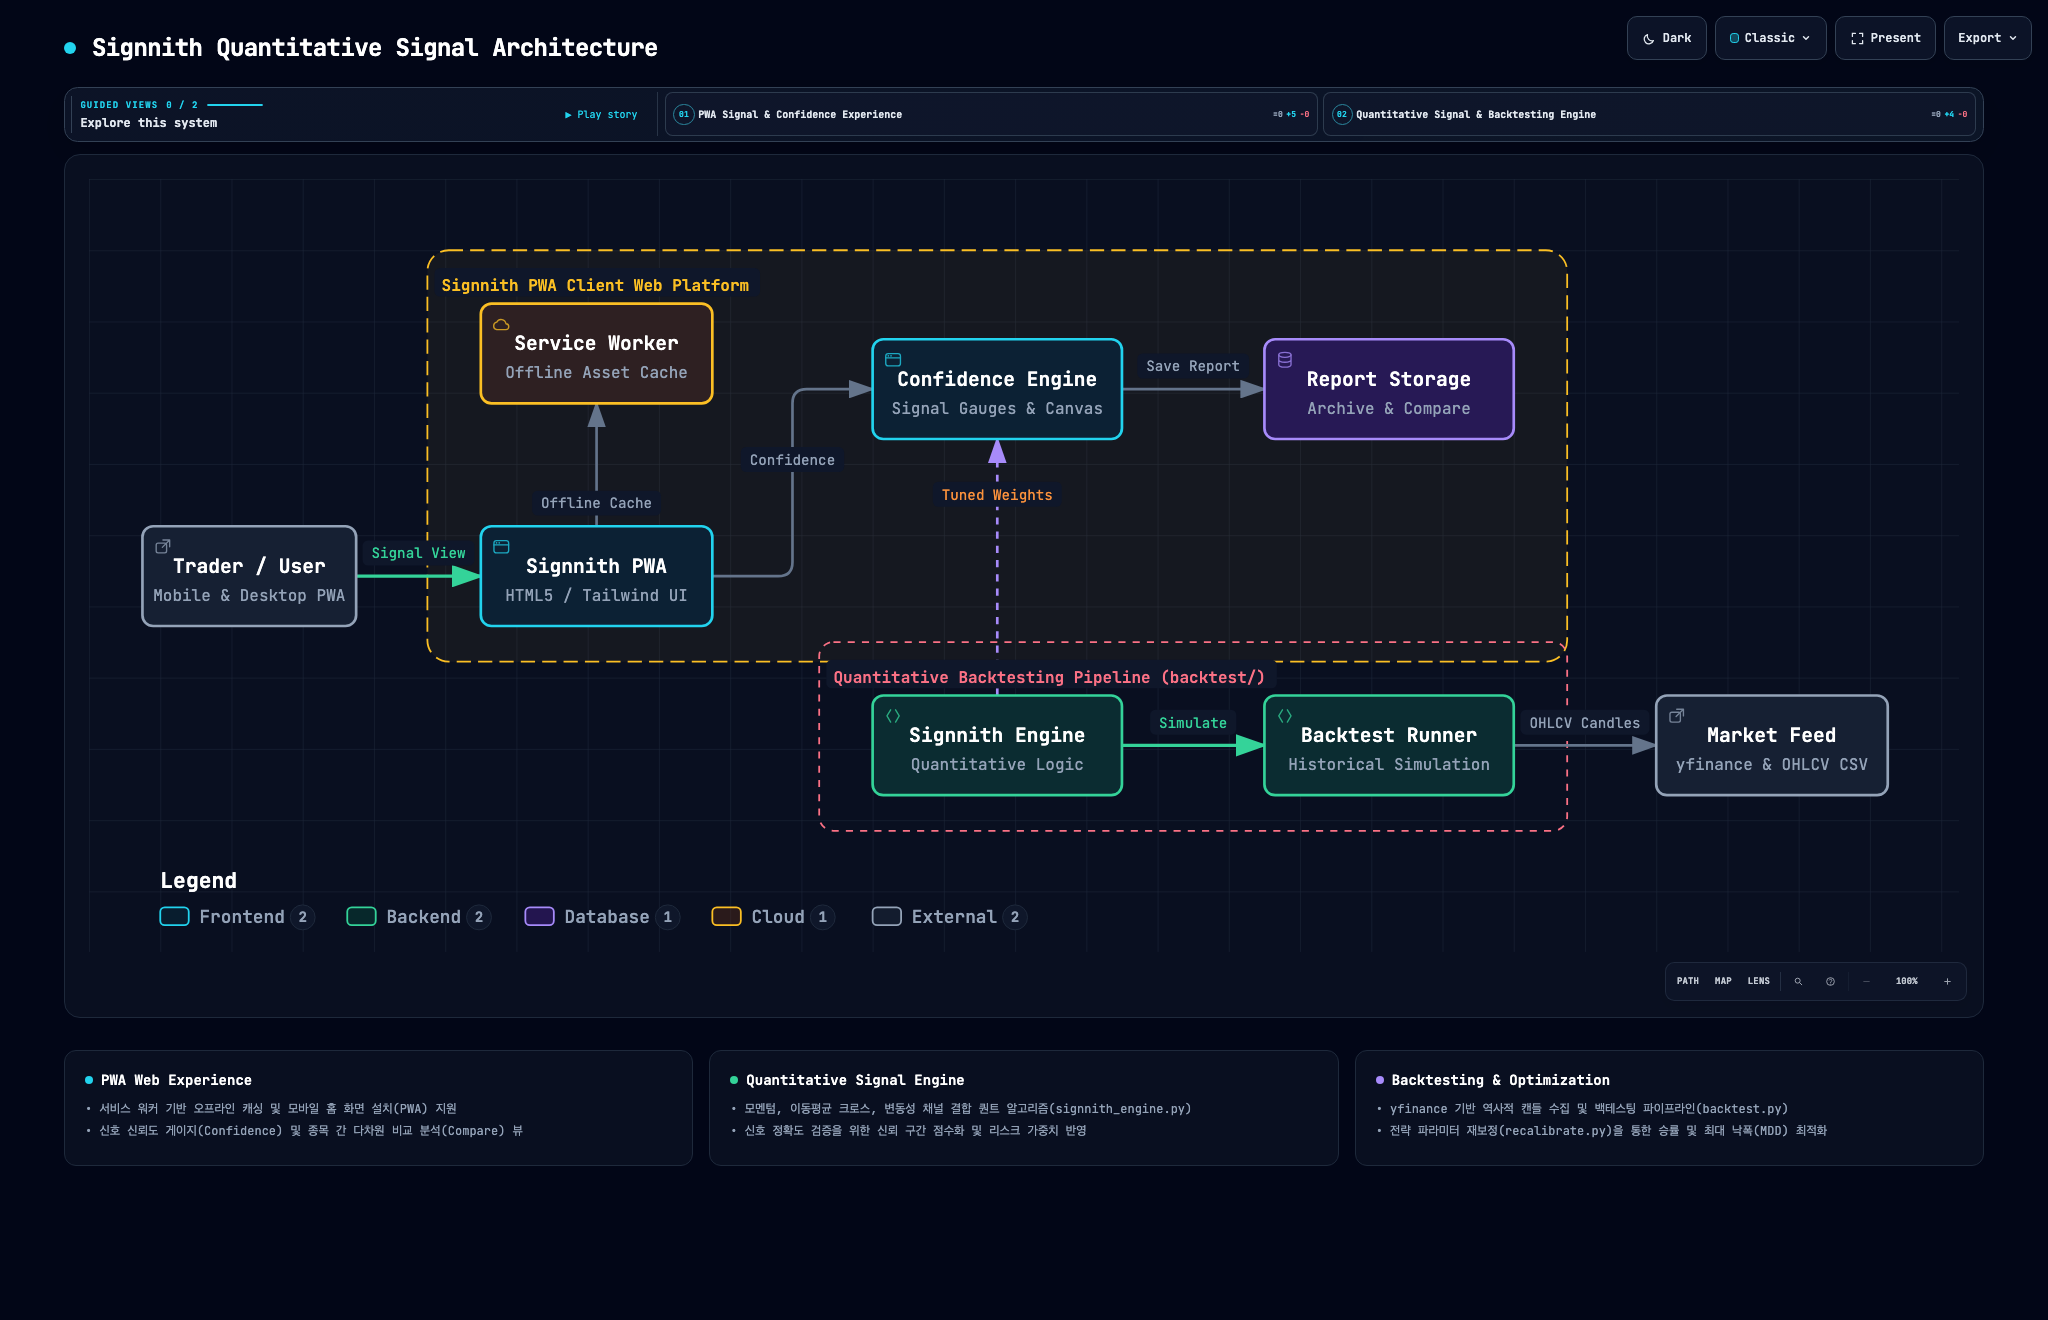 Signnith Quantitative Signal Architecture
Dark
Classic
Present
Export
GUIDED VIEWS 0 / 2
Explore this system
▶ Play story
01 PWA Signal & Confidence Experience
≡0 +5 -0
02 Quantitative Signal & Backtesting Engine
≡0 +4 -0
Signnith PWA Client Web Platform
Service Worker
Offline Asset Cache
Confidence Engine
Signal Gauges & Canvas
Save Report
Report Storage
Archive & Compare
Confidence
Tuned Weights
Offline Cache
Trader / User
Mobile & Desktop PWA
Signal View
Signnith PWA
HTML5 / Tailwind UI
Quantitative Backtesting Pipeline (backtest/)
Signnith Engine
Quantitative Logic
Simulate
Backtest Runner
Historical Simulation
OHLCV Candles
Market Feed
yfinance & OHLCV CSV
Legend
Frontend 2
Backend 2
Database 1
Cloud 1
External 2
PATH MAP LENS
− 100% +
PWA Web Experience
• 서비스 워커 기반 오프라인 캐싱 및 모바일 홈 화면 설치(PWA) 지원
• 신호 신뢰도 게이지(Confidence) 및 종목 간 다차원 비교 분석(Compare) 뷰
Quantitative Signal Engine
• 모멘텀, 이동평균 크로스, 변동성 채널 결합 퀀트 알고리즘(signnith_engine.py)
• 신호 정확도 검증을 위한 신뢰 구간 점수화 및 리스크 가중치 반영
Backtesting & Optimization
• yfinance 기반 역사적 캔들 수집 및 백테스팅 파이프라인(backtest.py)
• 전략 파라미터 재보정(recalibrate.py)을 통한 승률 및 최대 낙폭(MDD) 최적화